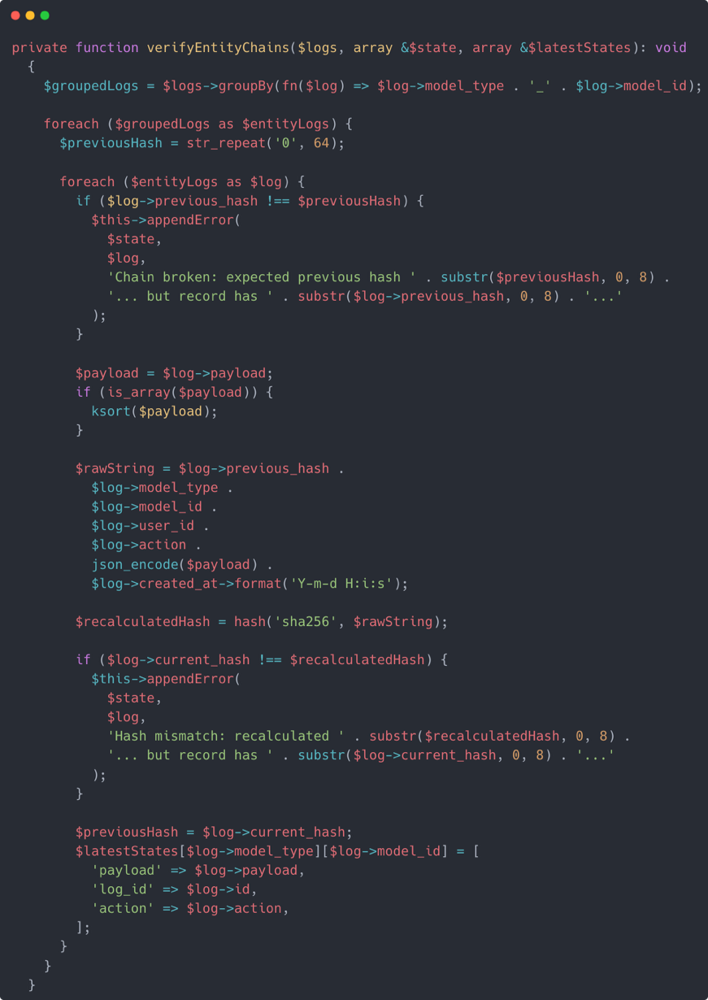 private function verifyEntityChains($logs, array &$state, array &$latestStates): void
  {
    $groupedLogs = $logs->groupBy(fn($log) => $log->model_type . '_' . $log->model_id);

    foreach ($groupedLogs as $entityLogs) {
      $previousHash = str_repeat('0', 64);

      foreach ($entityLogs as $log) {
        if ($log->previous_hash !== $previousHash) {
          $this->appendError(
            $state,
            $log,
            'Chain broken: expected previous hash ' . substr($previousHash, 0, 8) .
            '... but record has ' . substr($log->previous_hash, 0, 8) . '...'
          );
        }

        $payload = $log->payload;
        if (is_array($payload)) {
          ksort($payload);
        }

        $rawString = $log->previous_hash .
          $log->model_type .
          $log->model_id .
          $log->user_id .
          $log->action .
          json_encode($payload) .
          $log->created_at->format('Y-m-d H:i:s');

        $recalculatedHash = hash('sha256', $rawString);

        if ($log->current_hash !== $recalculatedHash) {
          $this->appendError(
            $state,
            $log,
            'Hash mismatch: recalculated ' . substr($recalculatedHash, 0, 8) .
            '... but record has ' . substr($log->current_hash, 0, 8) . '...'
          );
        }

        $previousHash = $log->current_hash;
        $latestStates[$log->model_type][$log->model_id] = [
          'payload' => $log->payload,
          'log_id' => $log->id,
          'action' => $log->action,
        ];
      }
    }
  }